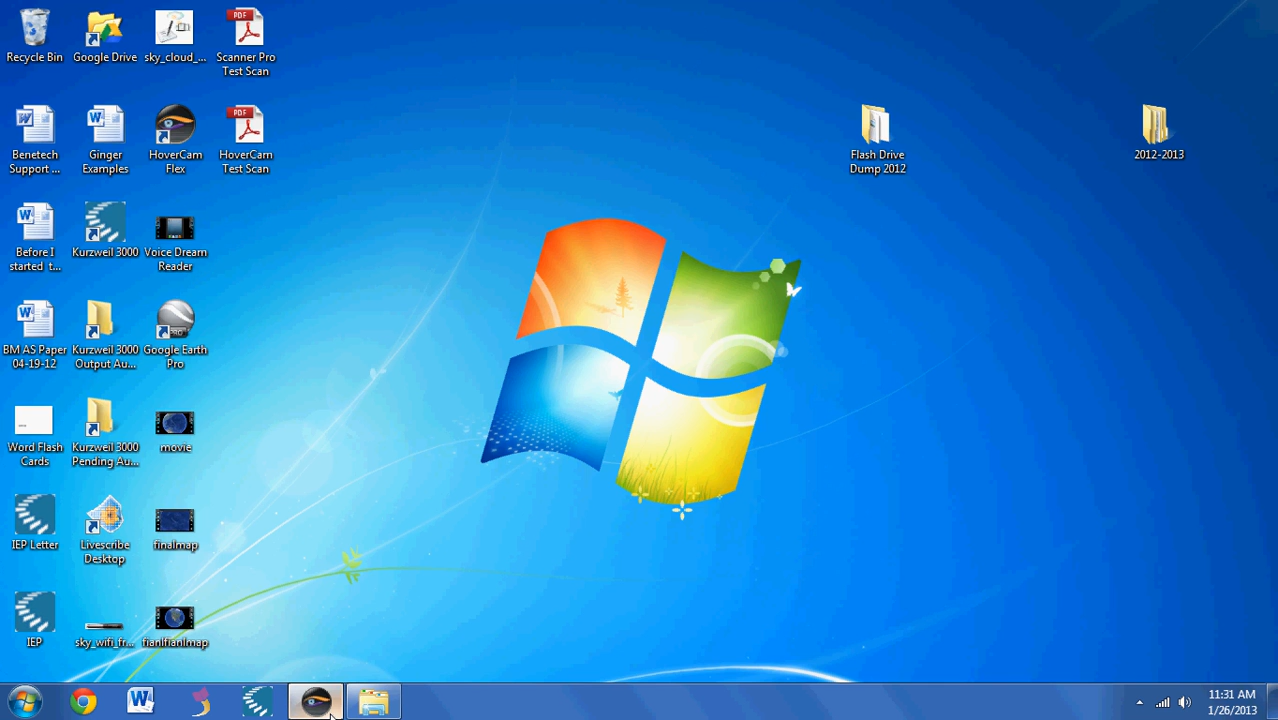 Recycle Bin
Google Drive
sky_cloud_...
PDF
Scanner Pro
Test Scan
Benetech
Support ...
Ginger
Examples
HoverCam
Flex
PDF
HoverCam
Test Scan
Flash Drive
Dump 2012
2012-2013
Before I
started t...
Kurzweil 3000
Voice Dream
Reader
BM AS Paper
04-19-12
Kurzweil 3000
Output Au...
PRO
Google Earth
Pro
Word Flash
Cards
Kurzweil 3000
Pending Au...
movie
IEP Letter
Livescribe
Desktop
finalmap
IEP
sky_wifi_fr...
fianlfianlmap
11:31 AM
1/26/2013